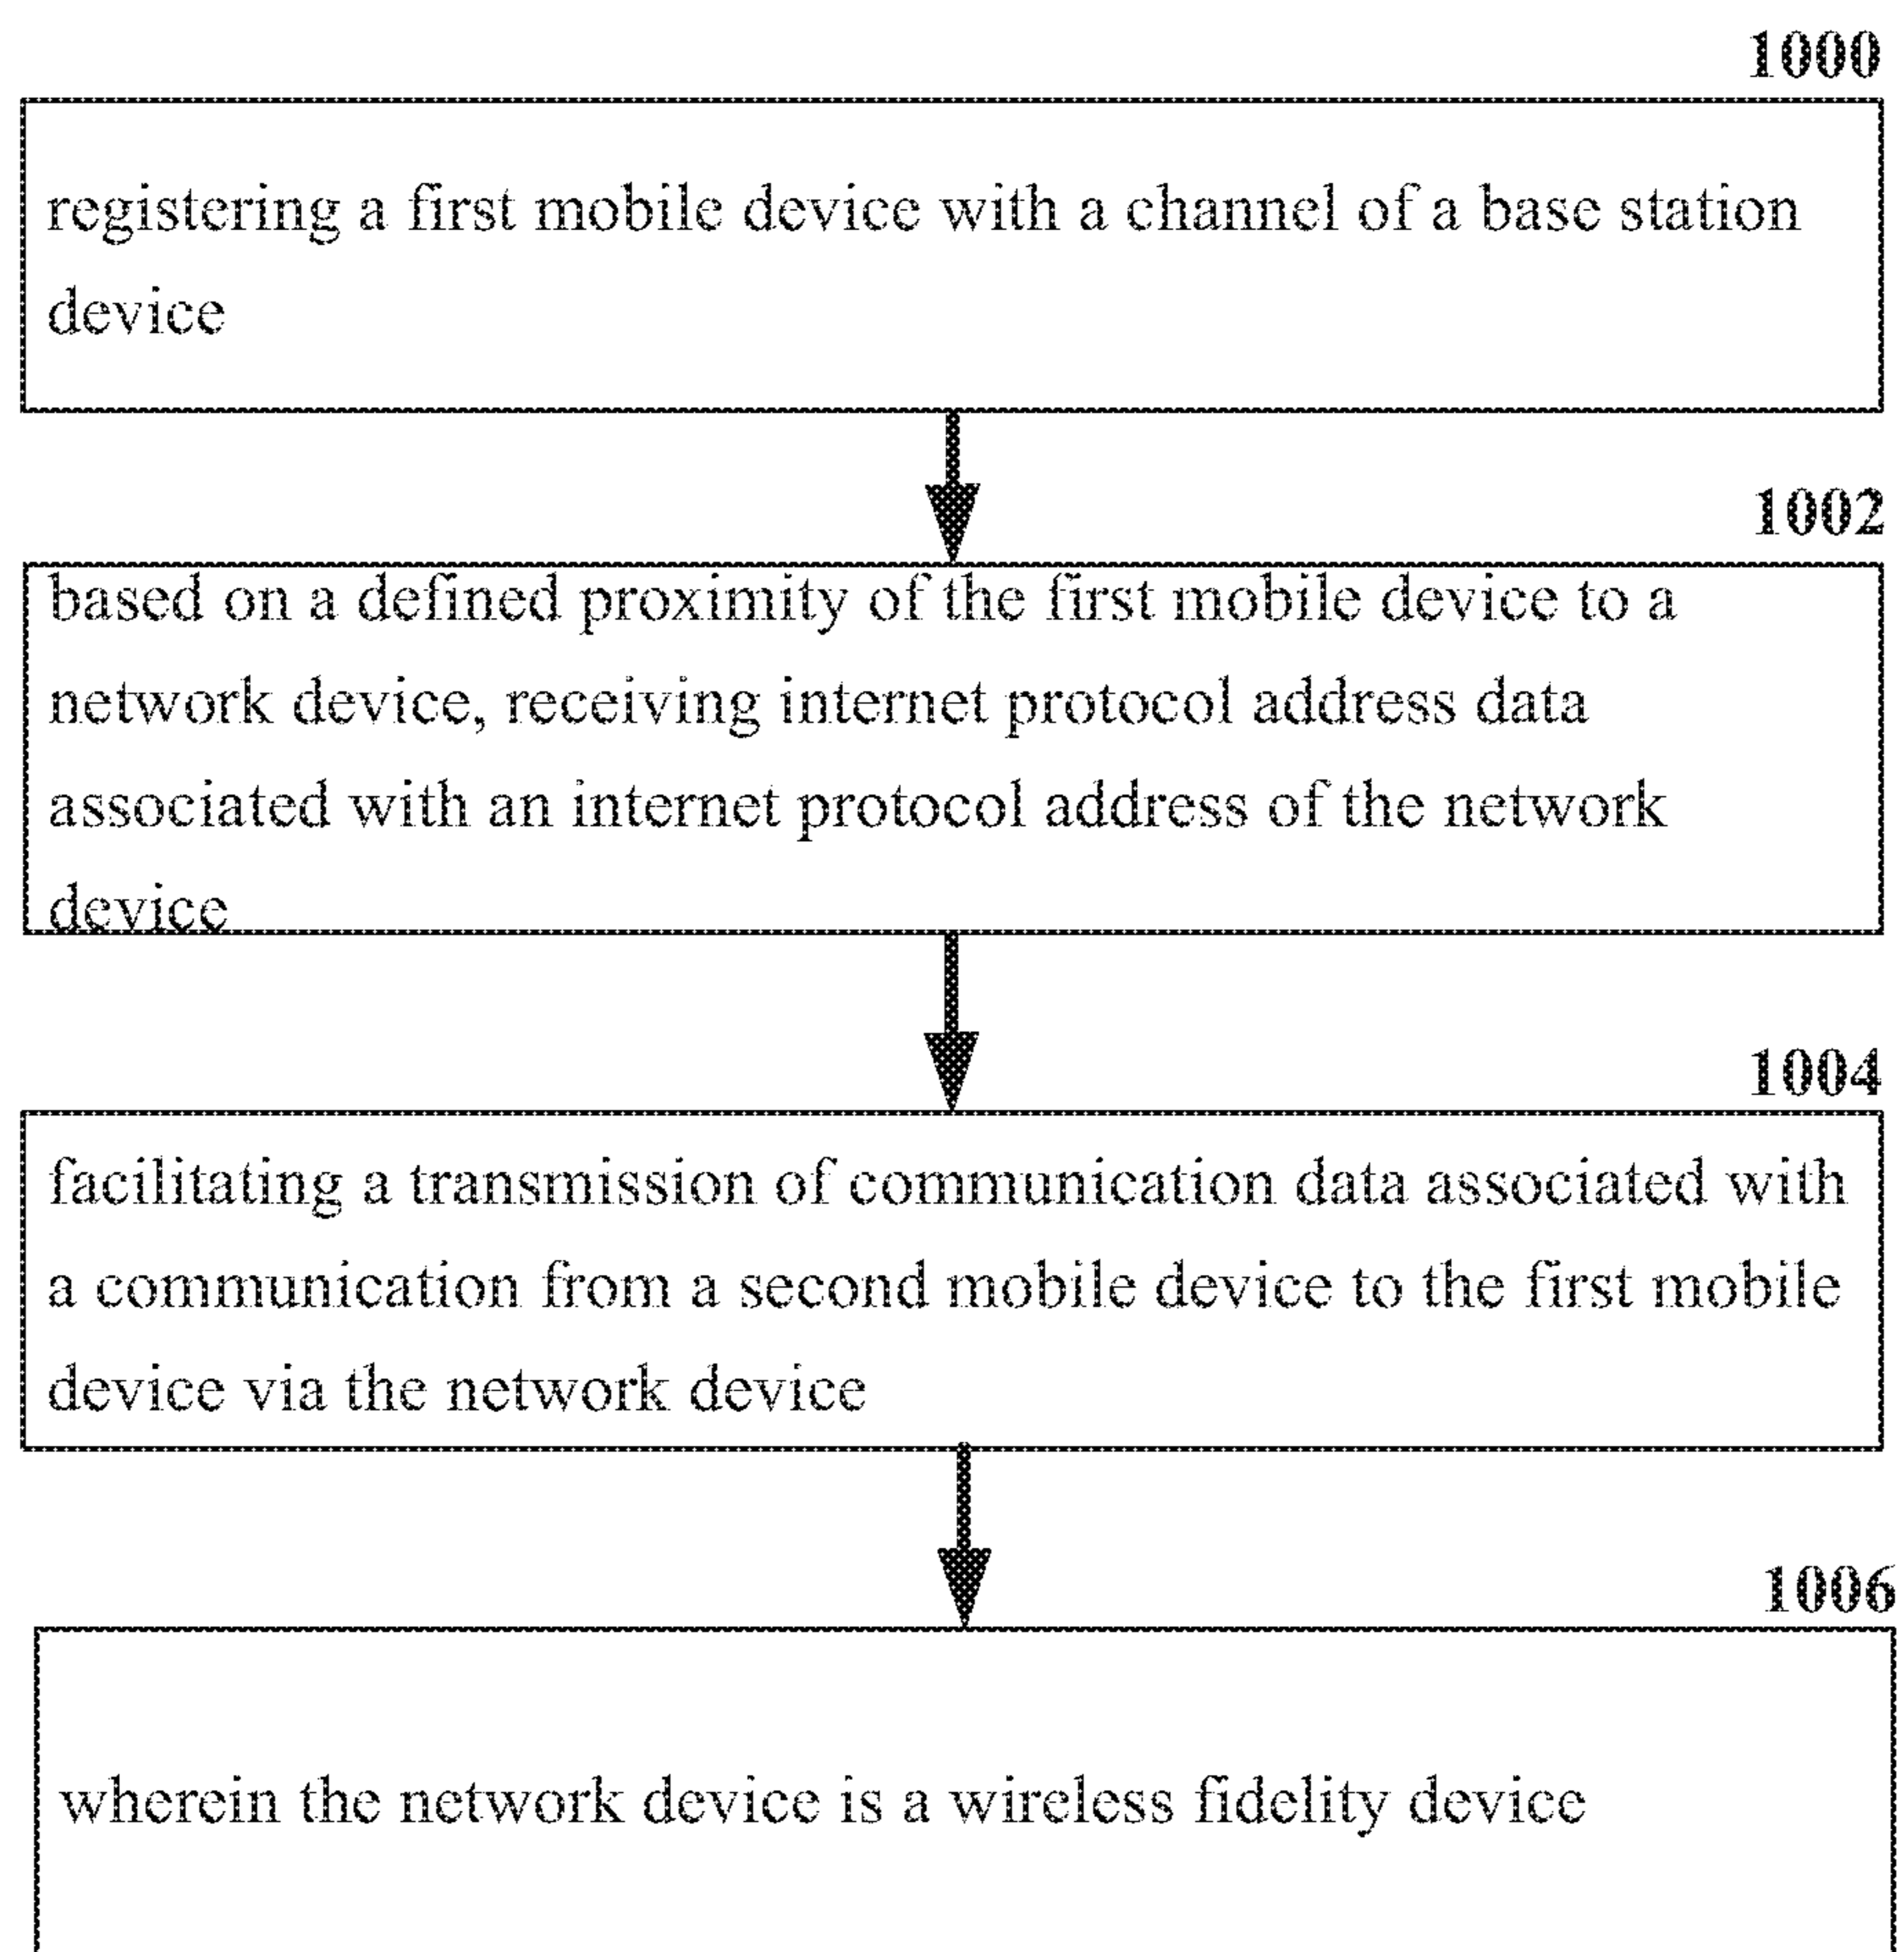 1000
registering a first mobile device with a channel of a base station
device
1002
based on a defined proximity of the first mobile device to a
network device, receiving internet protocol address data
associated with an internet protocol address of the network
device
1004
facilitating a transmission of communication data associated with
a communication from a second mobile device to the first mobile
device via the network device
1006
wherein the network device is a wireless fidelity device